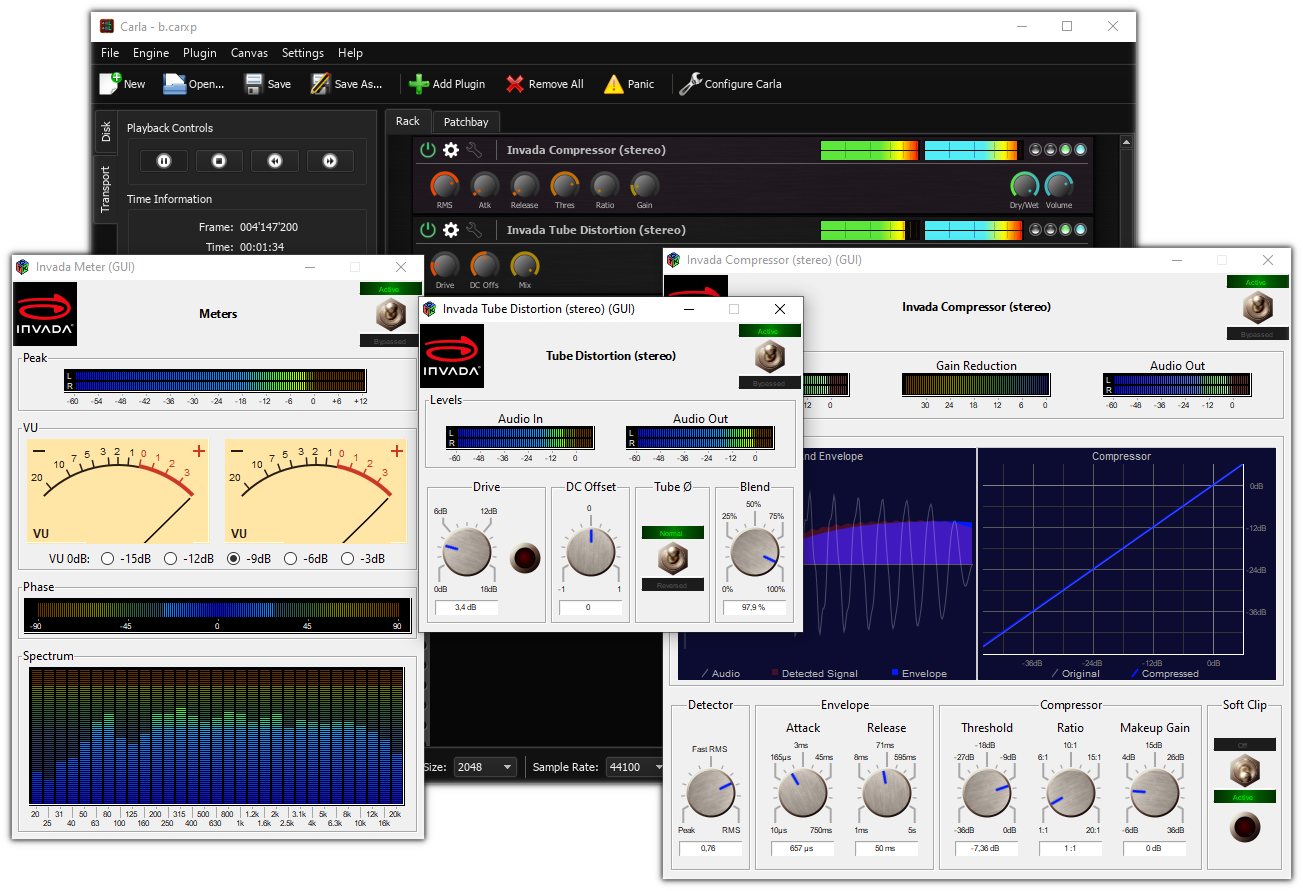 Carla - b.carxp
File Engine Plugin Canvas Settings Help
New Open... Save Save As... Add Plugin Remove All Panic Configure Carla
Disk
Transport
Playback Controls
Time Information
Frame: 004'147'200
Time: 00:01:34
Rack Patchbay
Invada Compressor (stereo)
RMS Atk Release Thres Ratio Gain Dry/Wet Volume
Invada Tube Distortion (stereo)
Drive DC Offs Mix
Size: 2048 Sample Rate: 44100
Invada Meter (GUI)
INVADA
Meters
Active
Bypassed
Peak
L
R
-60 -54 -48 -42 -36 -30 -24 -18 -12 -6 0 +6 +12
VU
− 20 10 7 5 3 2 1 0 1 2 3 +
VU
− 20 10 7 5 3 2 1 0 1 2 3 +
VU
VU 0dB: -15dB -12dB -9dB -6dB -3dB
Phase
-90 -45 0 45 90
Spectrum
20 31 50 80 125 200 315 500 800 1.2k 2k 3.1k 5k 8k 12k 20k
25 40 63 100 160 250 400 630 1k 1.6k 2.5k 4k 6.3k 10k 16k
Invada Tube Distortion (stereo) (GUI)
INVADA
Tube Distortion (stereo)
Active
Bypassed
Levels
Audio In Audio Out
L
R
-60 -48 -36 -24 -12 0
L
R
-60 -48 -36 -24 -12 0
Drive
6dB 12dB
0dB 18dB
3,4 dB
DC Offset
0
-1 1
0
Tube Ø
Normal
Reversed
Blend
50%
25% 75%
0% 100%
97,9 %
Invada Compressor (stereo) (GUI)
Invada Compressor (stereo)
Active
Bypassed
12 0
Gain Reduction
30 24 18 12 6 0
Audio Out
L
R
-60 -48 -36 -24 -12 0
nd Envelope
Audio Detected Signal Envelope
Compressor
0dB
-12dB
-24dB
-36dB
-36dB -24dB -12dB 0dB
Original Compressed
Detector
Fast RMS
Peak RMS
0,76
Envelope
Attack
3ms
165µs 45ms
10µs 750ms
657 µs
Release
71ms
8ms 595ms
1ms 5s
50 ms
Compressor
Threshold
-18dB
-27dB -9dB
-36dB 0dB
-7,36 dB
Ratio
10:1
6:1 15:1
1:1 20:1
1 :1
Makeup Gain
15dB
4dB 26dB
-6dB 36dB
0 dB
Soft Clip
Off
Active